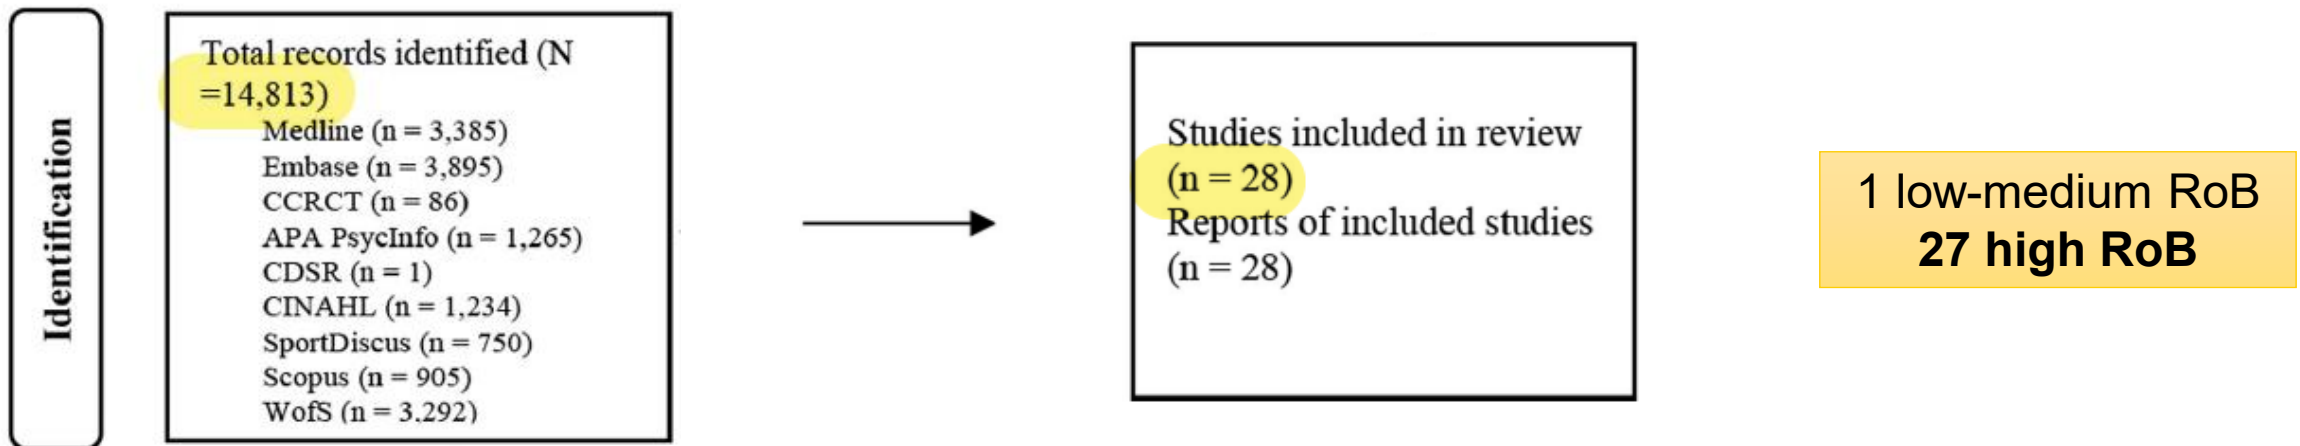 Identification
Total records identified (N
=14,813)
Medline (n = 3,385)
Embase (n = 3,895)
CCRCT (n = 86)
APA PsycInfo (n = 1,265)
CDSR (n = 1)
CINAHL (n = 1,234)
SportDiscus (n = 750)
Scopus (n = 905)
WofS (n = 3.292)
Studies included in review
(n = 28)
Reports of included studies
(n = 28)
1 low-medium RoB
27 high RoB